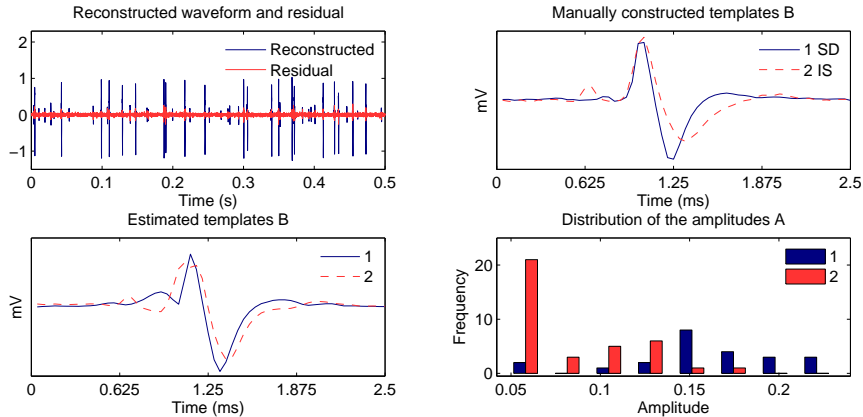 Reconstructed waveform and residual
2
1
0
−1
Reconstructed
Residual
0 0.1 0.2 0.3 0.4 0.5
Time (s)
Manually constructed templates B
mV
1 SD
2 IS
0 0.625 1.25 1.875 2.5
Time (ms)
Estimated templates B
mV
1
2
0 0.625 1.25 1.875 2.5
Time (ms)
Distribution of the amplitudes A
Frequency
20
10
0
1
2
0.05 0.1 0.15 0.2
Amplitude